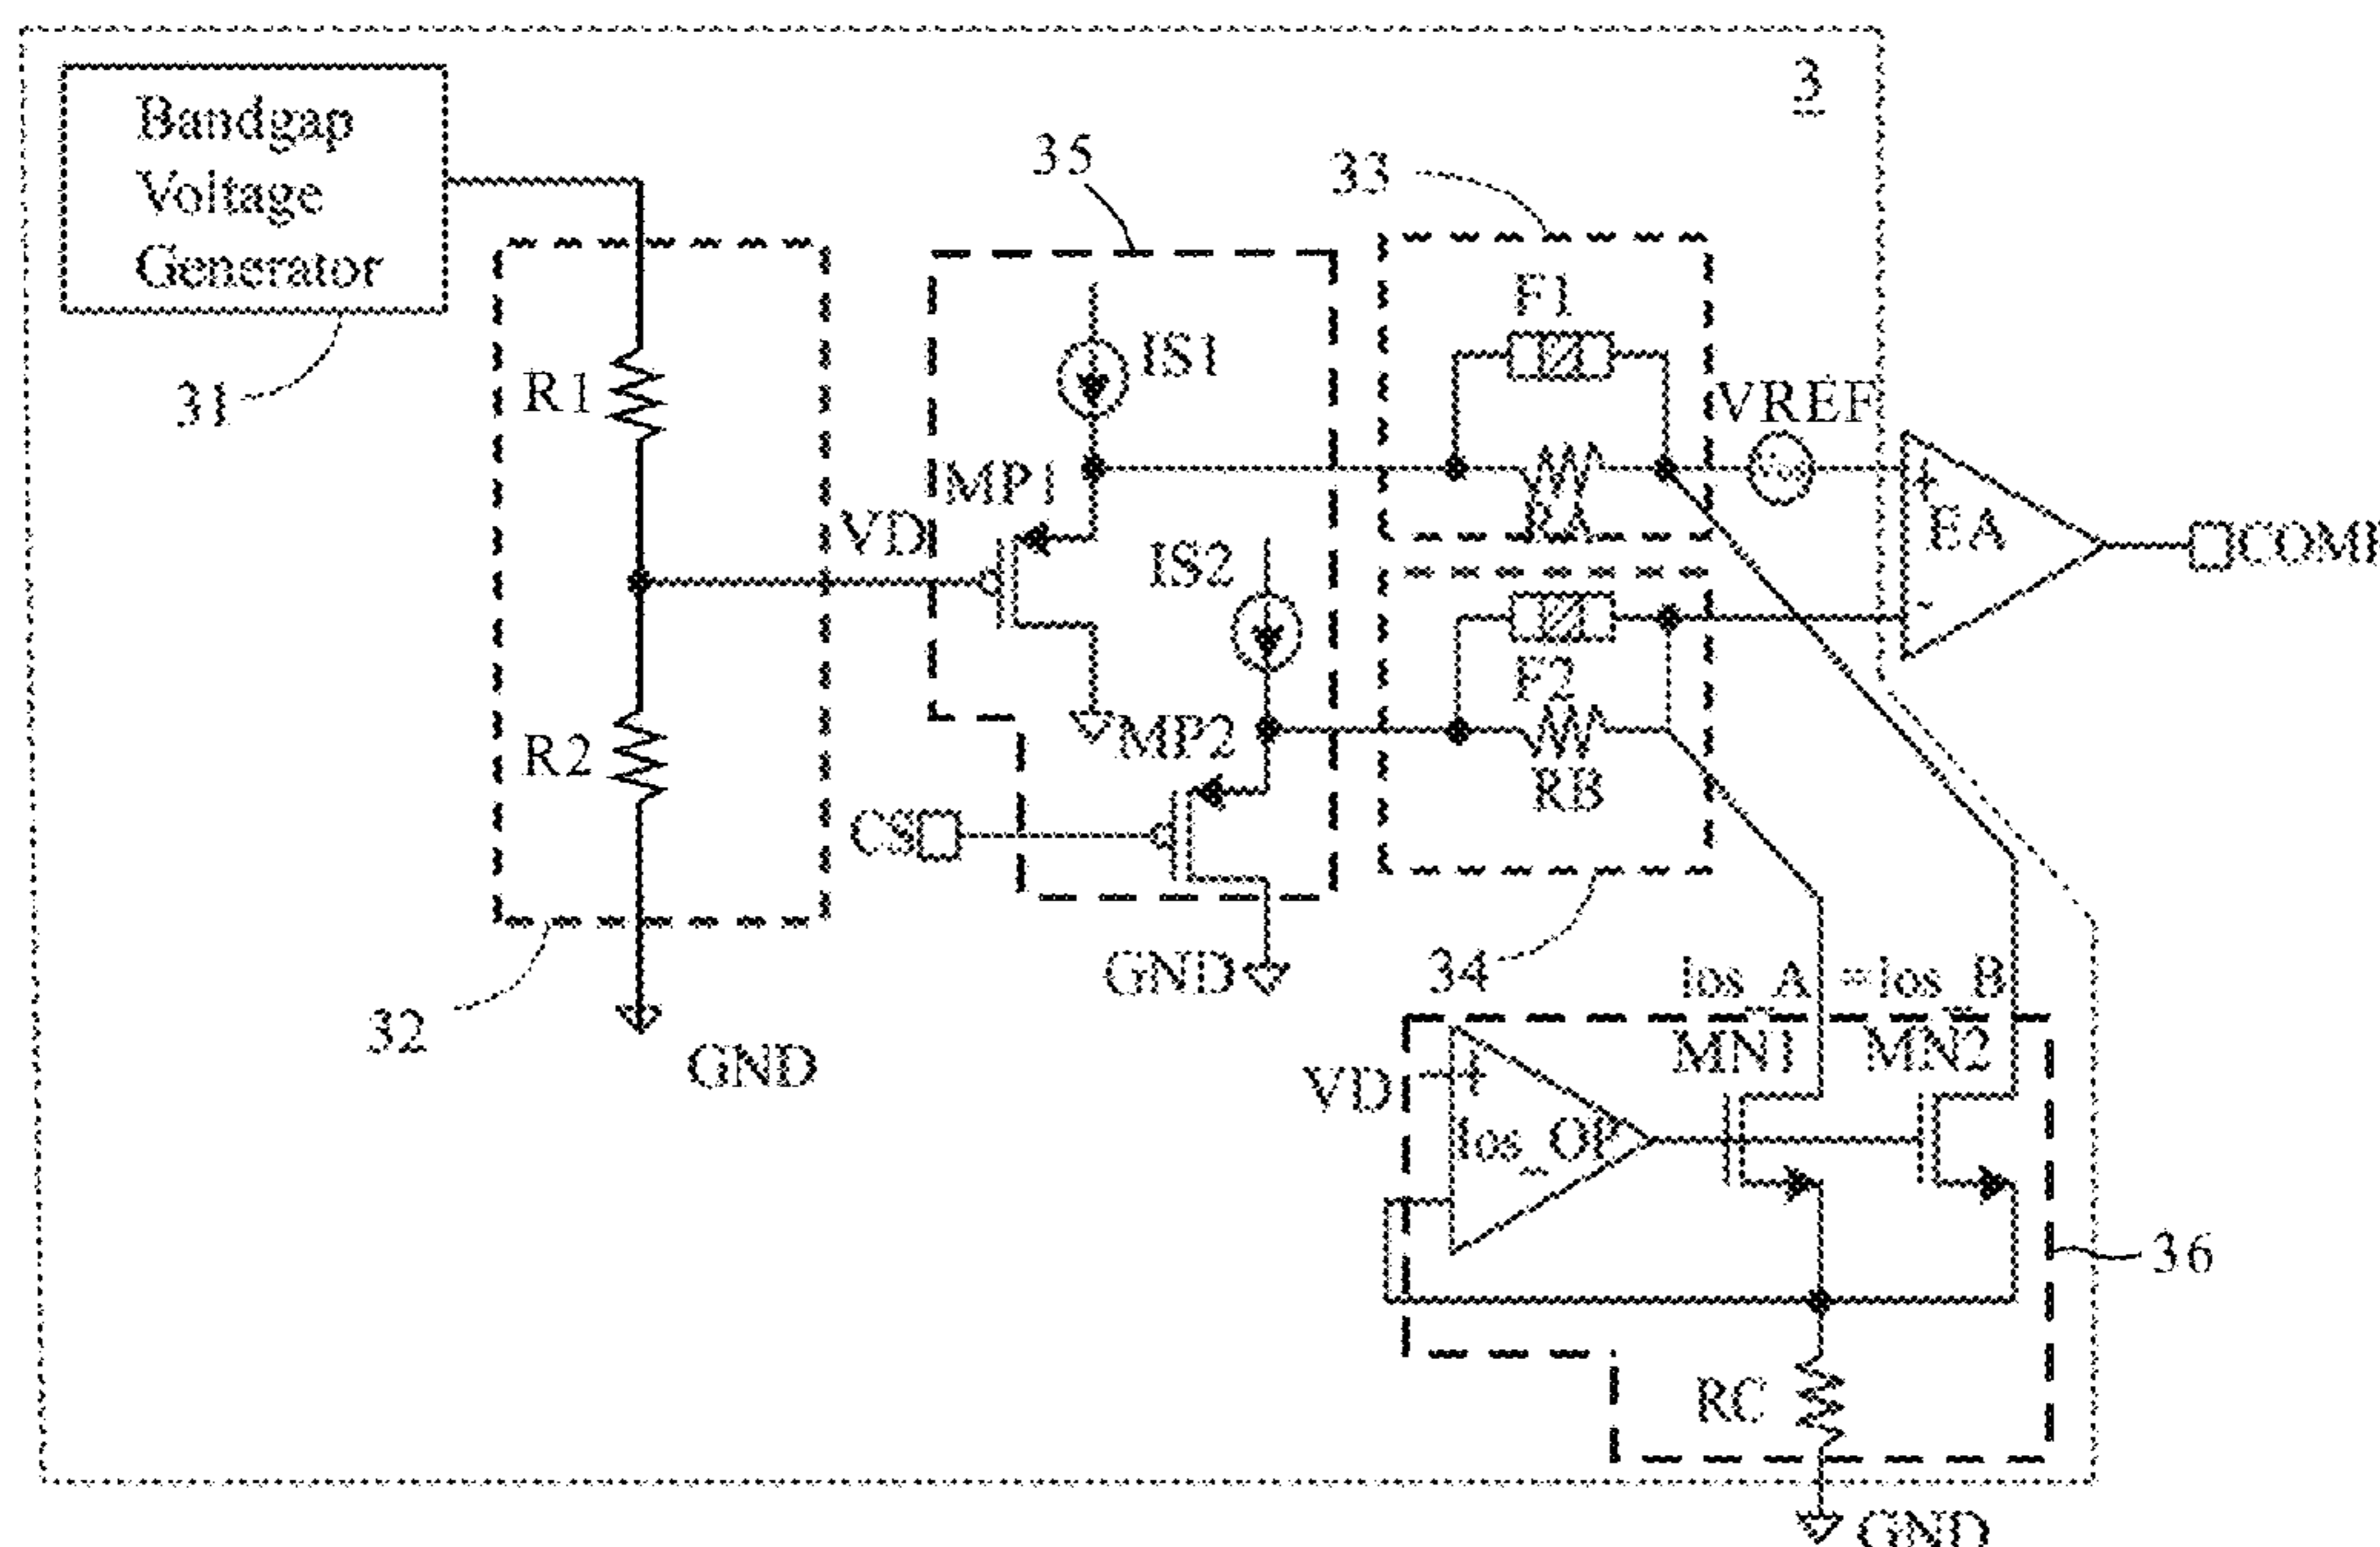 3
Bandgap
Voltage
Generator
31
35
33
F1
IS1
R1
VREF
MP1
VD
RA
EA
IS2
F2
R2
MP2
RB
CS
GND
34
Ios_A =Ios_B
32
GND
MN1 MN2
VD
+
-
36
RC
GND